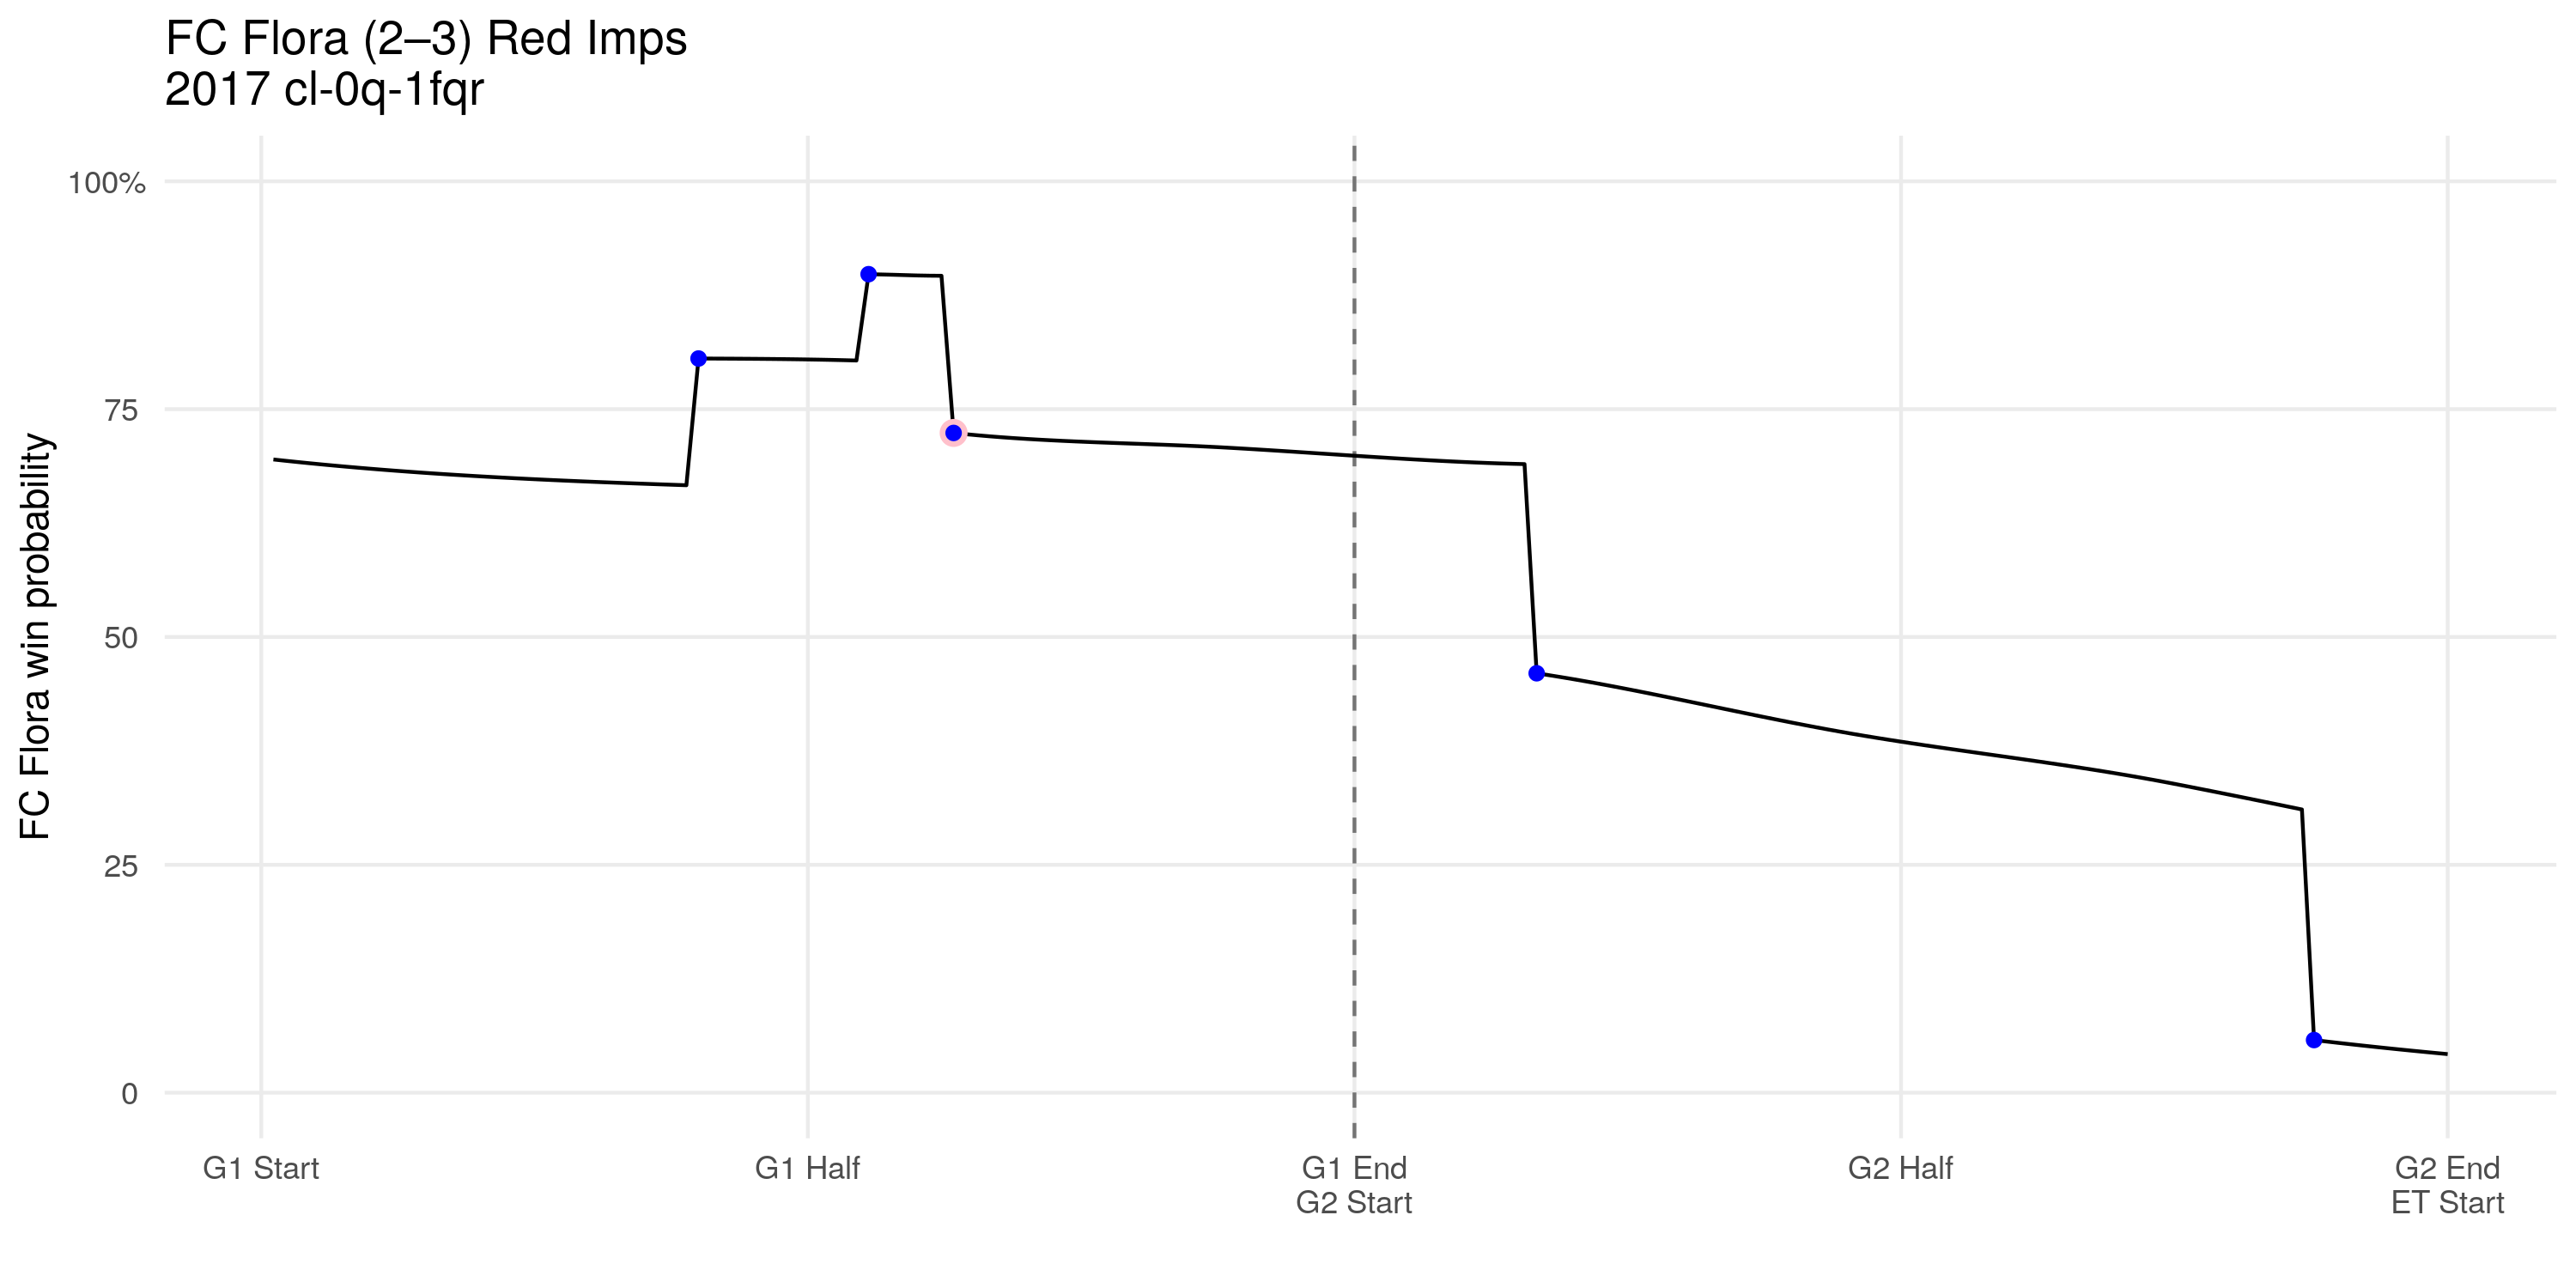 FC Flora (2–3) Red Imps
2017 cl-0q-1fqr
FC Flora win probability
100%
75
50
25
0
G1 Start
G1 Half
G1 End
G2 Start
G2 Half
G2 End
ET Start